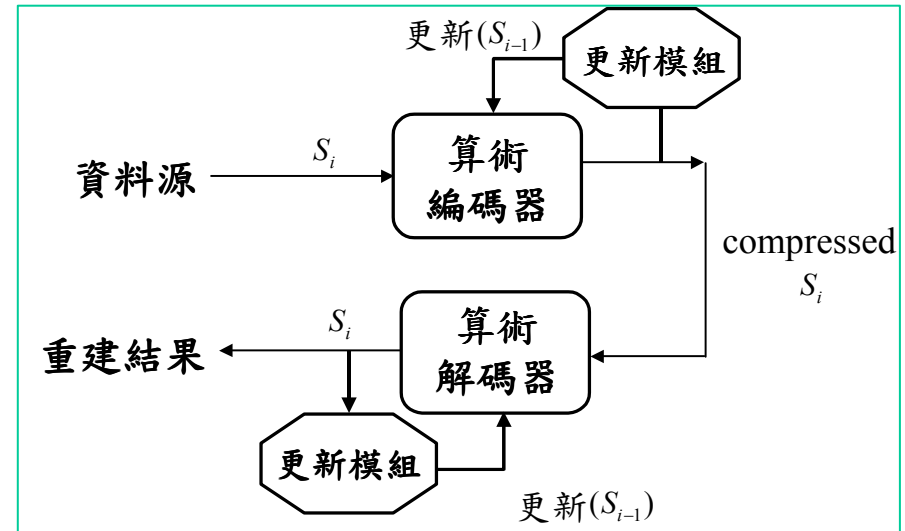 更新(S_{i-1})
更新模組
資料源
S_i
算術
編碼器
compressed
S_i
重建結果
S_i
算術
解碼器
更新模組
更新(S_{i-1})